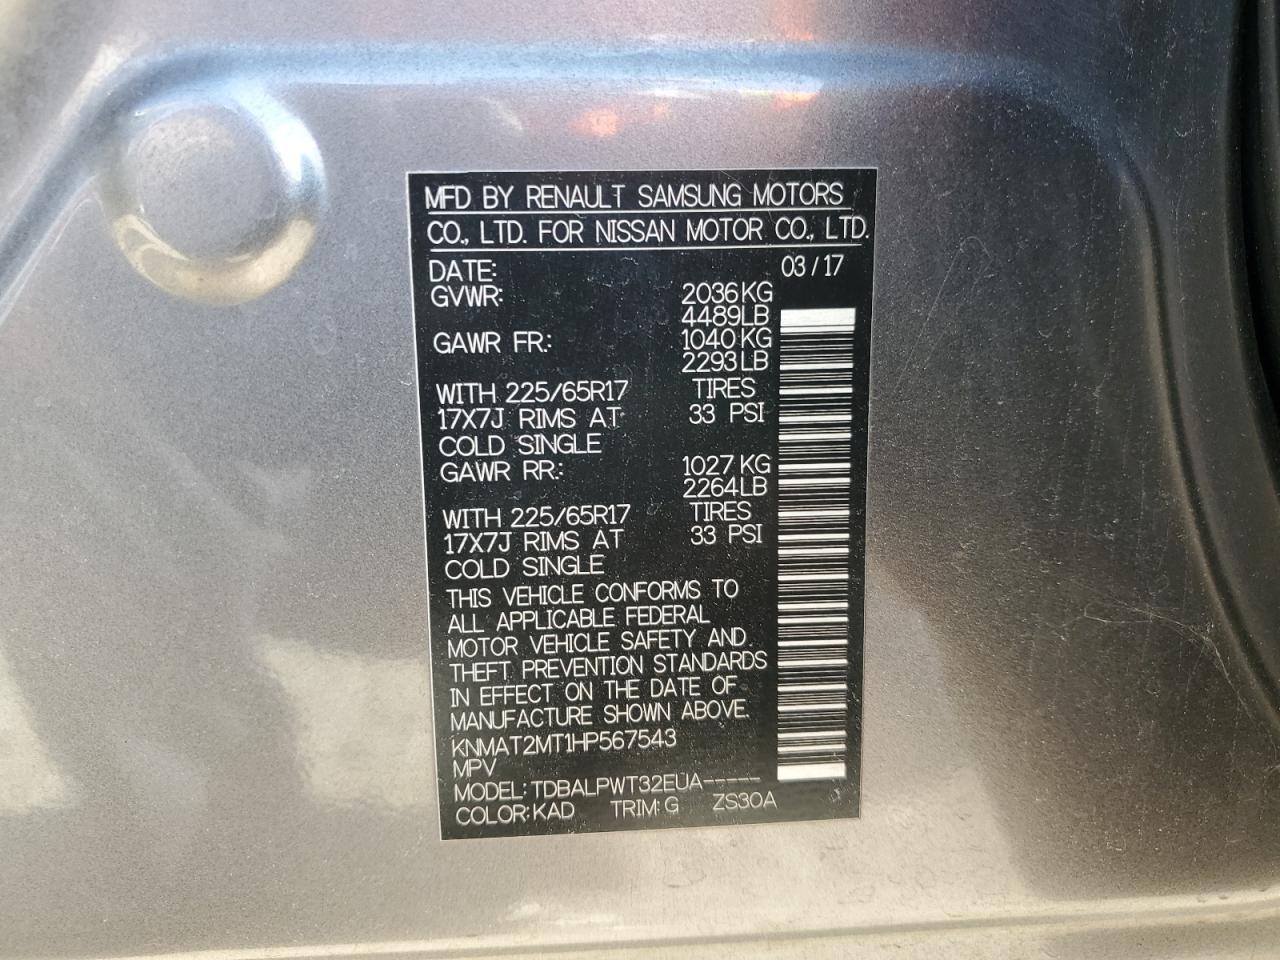 MFD BY RENAULT SAMSUNG MOTORS
CO., LTD. FOR NISSAN MOTOR CO., LTD.
DATE: 03/17
GVWR: 2036KG
4489LB
GAWR FR.: 1040KG
2293LB
WITH 225/65R17 TIRES
17X7J RIMS AT 33 PSI
COLD SINGLE
GAWR RR.: 1027KG
2264LB
WITH 225/65R17 TIRES
17X7J RIMS AT 33 PSI
COLD SINGLE
THIS VEHICLE CONFORMS TO
ALL APPLICABLE FEDERAL
MOTOR VEHICLE SAFETY AND
THEFT PREVENTION STANDARDS
IN EFFECT ON THE DATE OF
MANUFACTURE SHOWN ABOVE.
KNMAT2MT1HP567543
MPV
MODEL: TDBALPWT32EUA-----
COLOR: KAD TRIM: G ZS30A